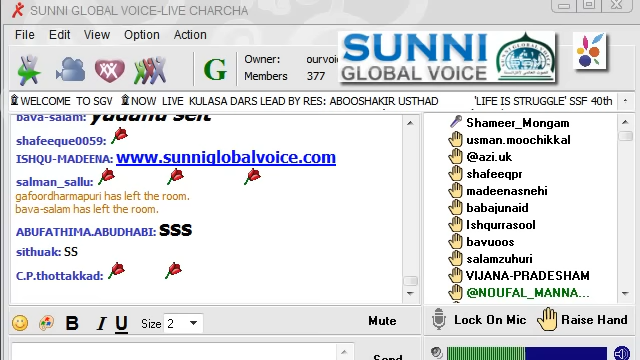 SUNNI GLOBAL VOICE-LIVE CHARCHA
File Edit View Option Action
G Owner: ourvoi
Members 377
SUNNI
GLOBAL VOICE
WELCOME TO SGV NOW LIVE KULASA DARS LEAD BY RES: ABOOSHAKIR USTHAD 'LIFE IS STRUGGLE' SSF 40th
bava-salam:
shafeeque0059:
ISHQU-MADEENA: www.sunniglobalvoice.com
salman_sallu:
gafoordharmapuri has left the room.
bava-salam has left the room.
ABUFATHIMA.ABUDHABI: SSS
sithuak: SS
C.P.thottakkad:
Shameer_Mongam
usman.moochikkal
@azi.uk
shafeeqpr
madeenasnehi
babajunaid
Ishqurrasool
bavuoos
salamzuhuri
VIJANA-PRADESHAM
@NOUFAL_MANNA...
B I U Size 2 Mute
Lock On Mic Raise Hand
Send